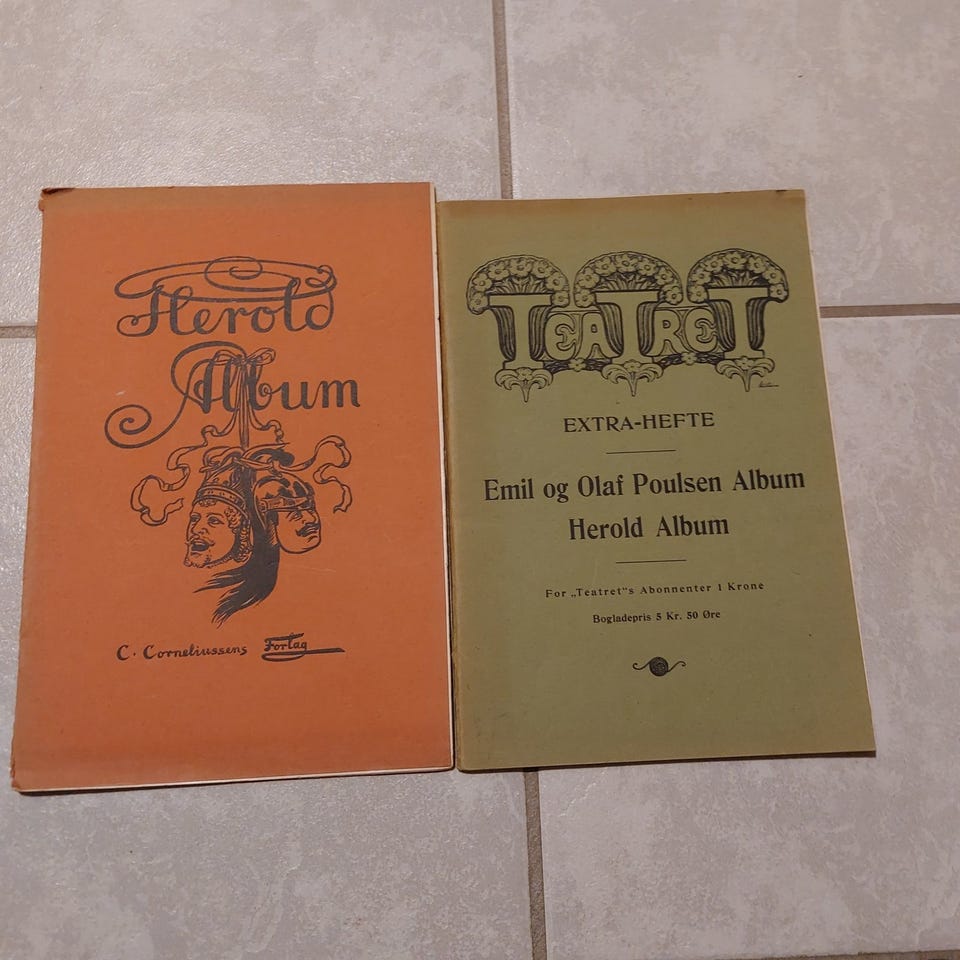 Herold
Album
C. Corneliussens Forlag
TEATRET
EXTRA-HEFTE
Emil og Olaf Poulsen Album
Herold Album
For „Teatret“s Abonnenter 1 Krone
Bogladepris 5 Kr. 50 Øre